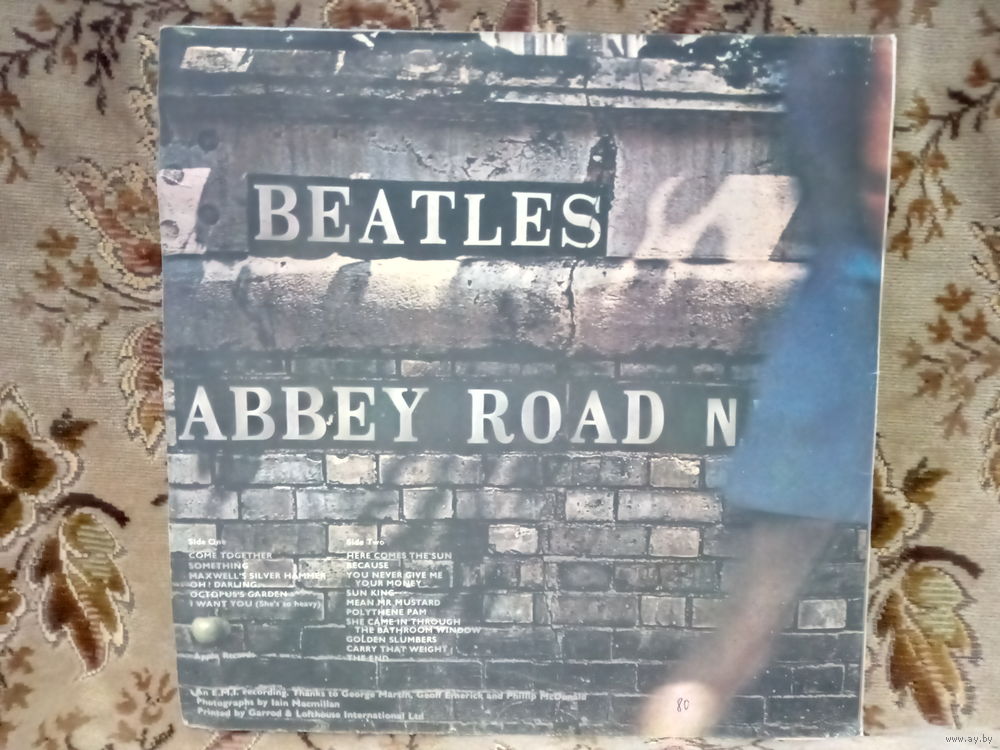 BEATLES
ABBEY ROAD N
Side One
COME TOGETHER
SOMETHING
MAXWELL'S SILVER HAMMER
OH! DARLING
OCTOPUS'S GARDEN
I WANT YOU (She's so heavy)
Apple Records
Side Two
HERE COMES THE SUN
BECAUSE
YOU NEVER GIVE ME
YOUR MONEY
SUN KING
MEAN MR MUSTARD
POLYTHENE PAM
SHE CAME IN THROUGH
THE BATHROOM WINDOW
GOLDEN SLUMBERS
CARRY THAT WEIGHT
THE END
An E.M.I. recording. Thanks to George Martin, Geoff Emerick and Phillip McDonald
Photographs by Iain Macmillan
Printed by Garrod & Lofthouse International Ltd
80
www.ay.by